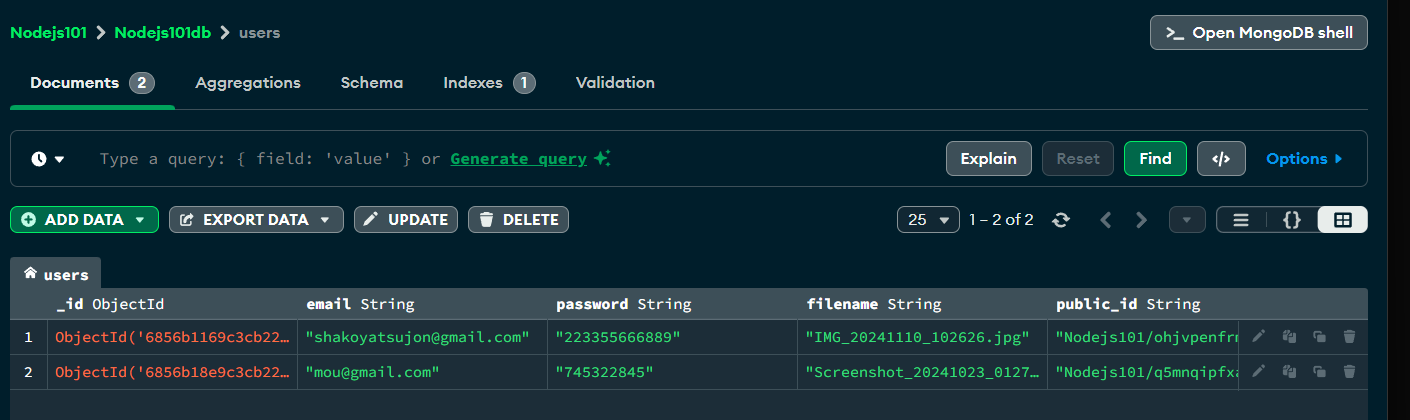 Nodejs101 > Nodejs101db > users
>_ Open MongoDB shell
Documents 2 Aggregations Schema Indexes 1 Validation
Type a query: { field: 'value' } or Generate query Explain Reset Find </> Options
ADD DATA EXPORT DATA UPDATE DELETE 25 1 – 2 of 2 {}
users
_id ObjectId email String password String filename String public_id String
1 ObjectId('6856b1169c3cb22… "shakoyatsujon@gmail.com" "223355666889" "IMG_20241110_102626.jpg" "Nodejs101/ohjvpenfrm
2 ObjectId('6856b18e9c3cb22… "mou@gmail.com" "745322845" "Screenshot_20241023_0127… "Nodejs101/q5mnqipfxa